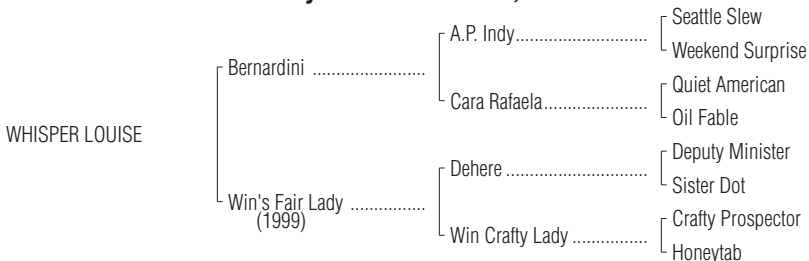 Seattle Slew
A.P. Indy..............................
Weekend Surprise
Bernardini ..........................
Quiet American
Cara Rafaela........................
Oil Fable
WHISPER LOUISE
Deputy Minister
Dehere ................................
Sister Dot
Win's Fair Lady .................
(1999)
Crafty Prospector
Win Crafty Lady .................
Honeytab